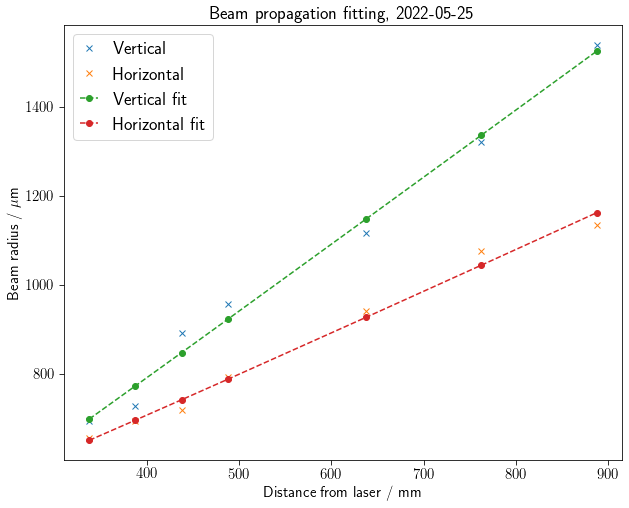 Beam propagation fitting, 2022-05-25
Vertical
Horizontal
Vertical fit
Horizontal fit
Beam radius / μm
1400
1200
1000
800
400 500 600 700 800 900
Distance from laser / mm